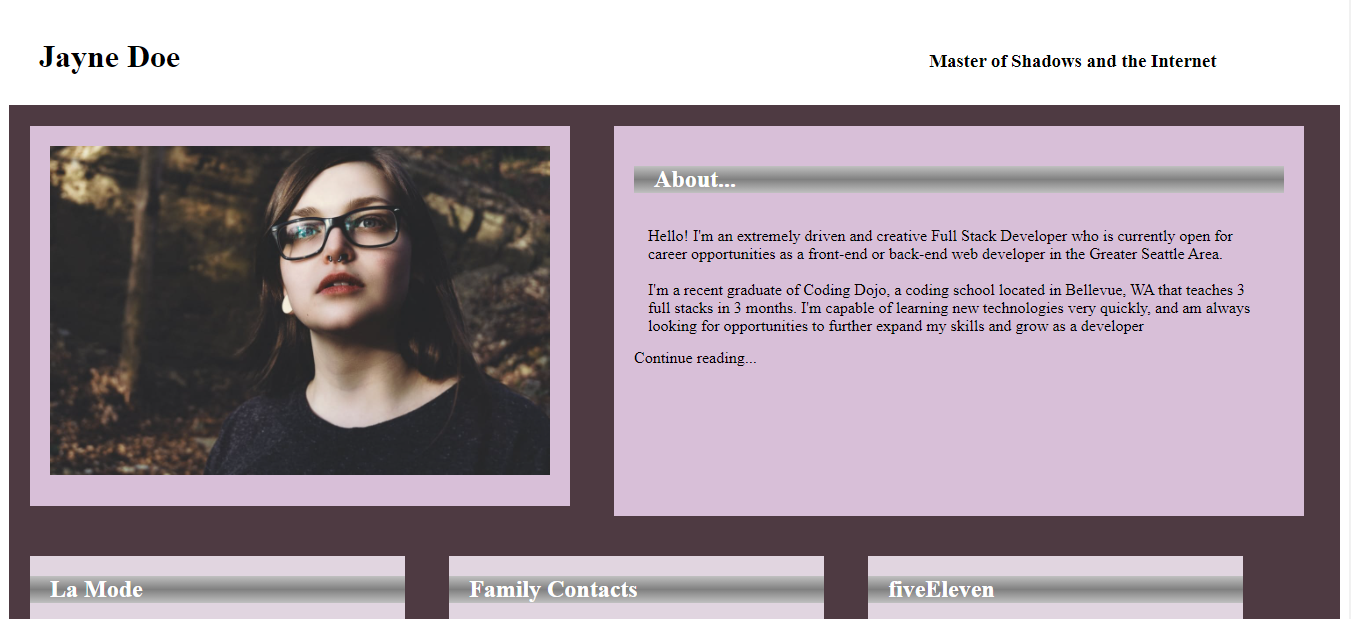 Jayne Doe
Master of Shadows and the Internet
About...
Hello! I'm an extremely driven and creative Full Stack Developer who is currently open for
career opportunities as a front-end or back-end web developer in the Greater Seattle Area.
I'm a recent graduate of Coding Dojo, a coding school located in Bellevue, WA that teaches 3
full stacks in 3 months. I'm capable of learning new technologies very quickly, and am always
looking for opportunities to further expand my skills and grow as a developer
Continue reading...
La Mode
Family Contacts
fiveEleven